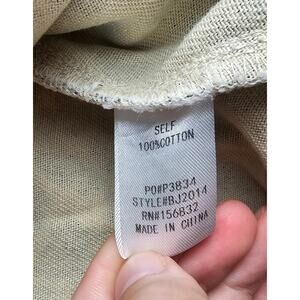 SELF
100%COTTON
PO#P3834
STYLE#BJ2014
RN#156832
MADE IN CHINA